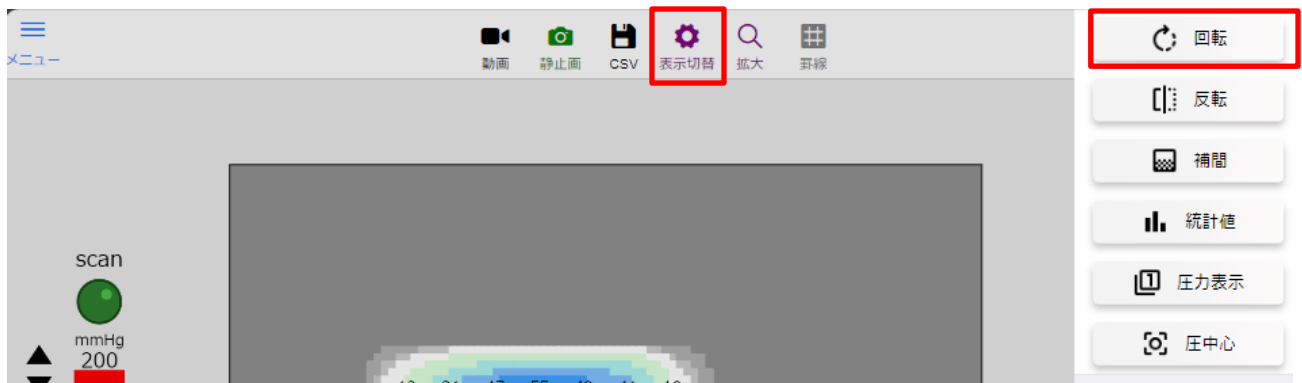 メニュー
動画
静止画
CSV
表示切替
拡大
罫線
回転
反転
補間
統計値
圧力表示
圧中心
scan
mmHg
200